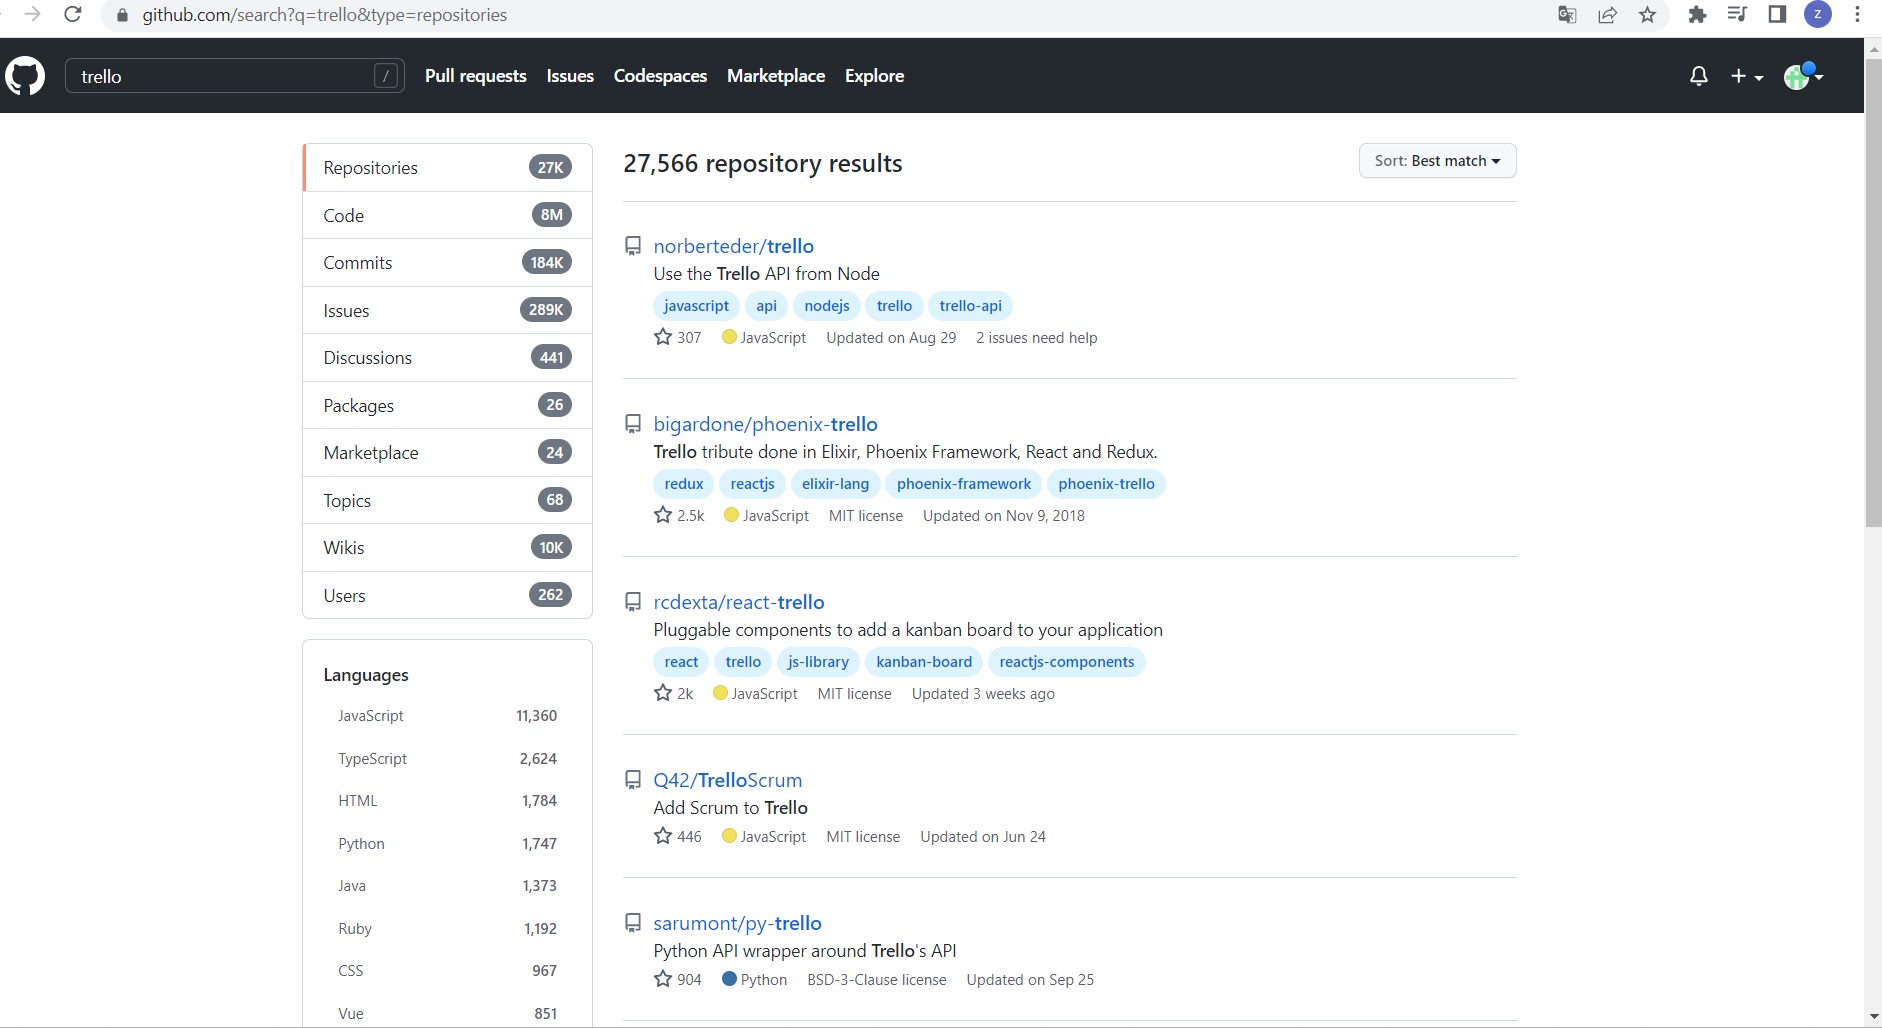 github.com/search?q=trello&type=repositories
z
trello /
Pull requests Issues Codespaces Marketplace Explore
Repositories 27K
Code 8M
Commits 184K
Issues 289K
Discussions 441
Packages 26
Marketplace 24
Topics 68
Wikis 10K
Users 262
Languages
JavaScript 11,360
TypeScript 2,624
HTML 1,784
Python 1,747
Java 1,373
Ruby 1,192
CSS 967
Vue 851
27,566 repository results
Sort: Best match
norberteder/trello
Use the Trello API from Node
javascript api nodejs trello trello-api
307 JavaScript Updated on Aug 29 2 issues need help
bigardone/phoenix-trello
Trello tribute done in Elixir, Phoenix Framework, React and Redux.
redux reactjs elixir-lang phoenix-framework phoenix-trello
2.5k JavaScript MIT license Updated on Nov 9, 2018
rcdexta/react-trello
Pluggable components to add a kanban board to your application
react trello js-library kanban-board reactjs-components
2k JavaScript MIT license Updated 3 weeks ago
Q42/TrelloScrum
Add Scrum to Trello
446 JavaScript MIT license Updated on Jun 24
sarumont/py-trello
Python API wrapper around Trello's API
904 Python BSD-3-Clause license Updated on Sep 25